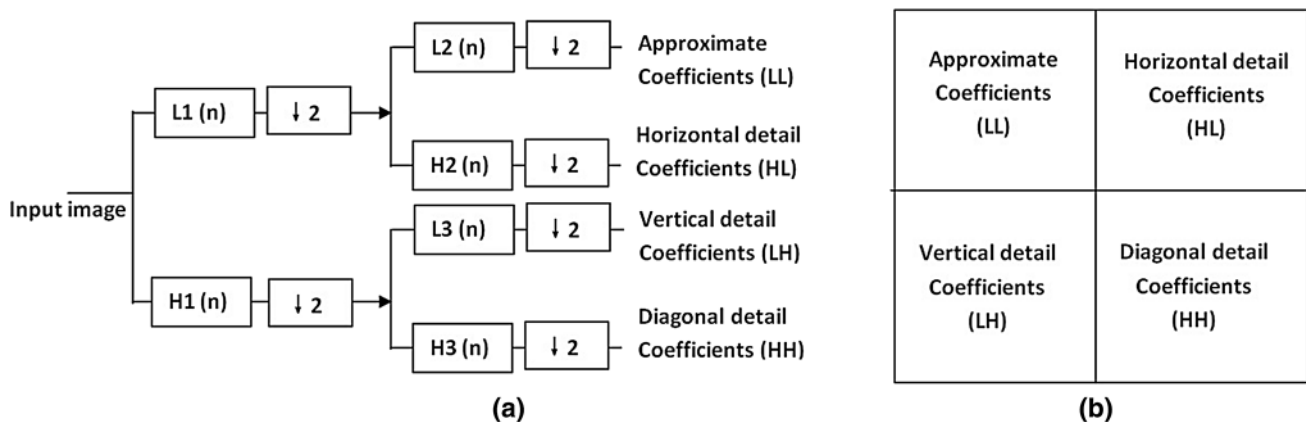 Input image
L1 (n)
↓ 2
L2 (n)
↓ 2
Approximate
Coefficients (LL)
H2 (n)
↓ 2
Horizontal detail
Coefficients (HL)
H1 (n)
↓ 2
L3 (n)
↓ 2
Vertical detail
Coefficients (LH)
H3 (n)
↓ 2
Diagonal detail
Coefficients (HH)
(a)
Approximate
Coefficients
(LL)
Horizontal detail
Coefficients
(HL)
Vertical detail
Coefficients
(LH)
Diagonal detail
Coefficients
(HH)
(b)